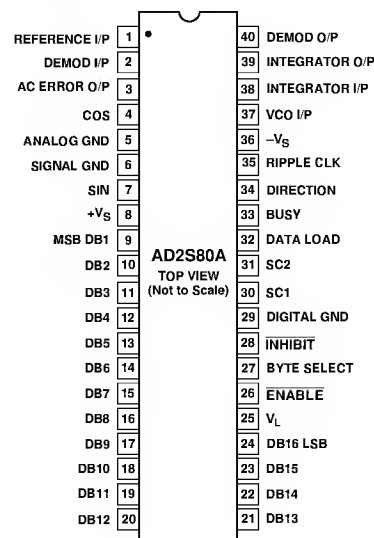 REFERENCE I/P 1 40 DEMOD O/P
DEMOD I/P 2 39 INTEGRATOR O/P
AC ERROR O/P 3 38 INTEGRATOR I/P
COS 4 37 VCO I/P
ANALOG GND 5 36 –VS
SIGNAL GND 6 35 RIPPLE CLK
SIN 7 34 DIRECTION
+VS 8 33 BUSY
MSB DB1 9 32 DATA LOAD
AD2S80A
TOP VIEW
(Not to Scale)
DB2 10 31 SC2
DB3 11 30 SC1
DB4 12 29 DIGITAL GND
DB5 13 28 INHIBIT
DB6 14 27 BYTE SELECT
DB7 15 26 ENABLE
DB8 16 25 VL
DB9 17 24 DB16 LSB
DB10 18 23 DB15
DB11 19 22 DB14
DB12 20 21 DB13